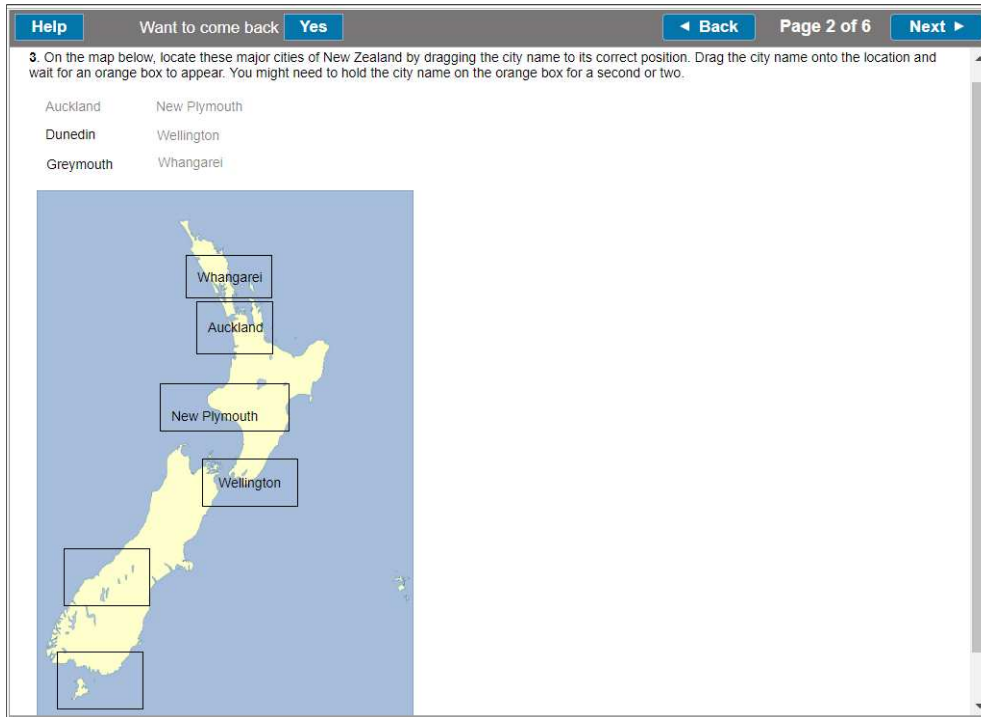 Help Want to come back Yes ◄ Back Page 2 of 6 Next ►
3. On the map below, locate these major cities of New Zealand by dragging the city name to its correct position. Drag the city name onto the location and
wait for an orange box to appear. You might need to hold the city name on the orange box for a second or two.
Auckland New Plymouth
Dunedin Wellington
Greymouth Whangarei
Whangarei
Auckland
New Plymouth
Wellington